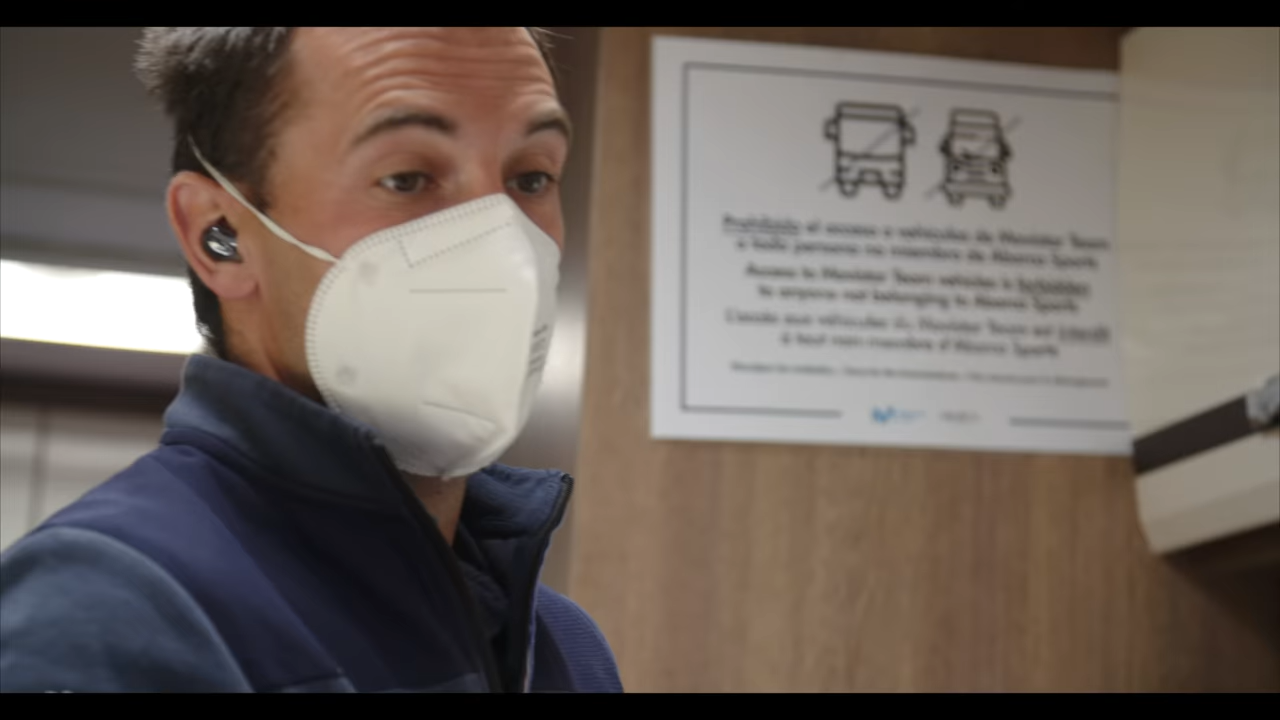 Prohibido el acceso a vehículos de Movistar Team
a toda persona no miembro de Abarca Sports
Access to Movistar Team vehicles is forbidden
to anyone not belonging to Abarca Sports
L'accès aux véhicules du Movistar Team est interdit
à tout non-membre d'Abarca Sports